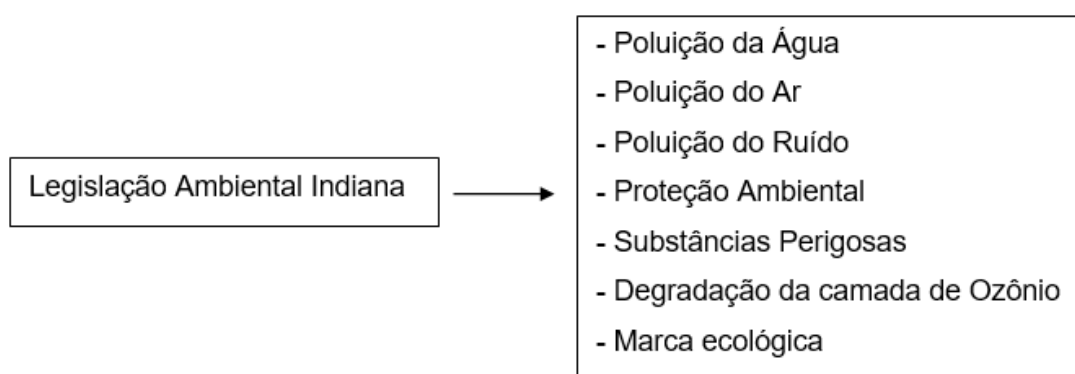 Legislação Ambiental Indiana
- Poluição da Água
- Poluição do Ar
- Poluição do Ruído
- Proteção Ambiental
- Substâncias Perigosas
- Degradação da camada de Ozônio
- Marca ecológica